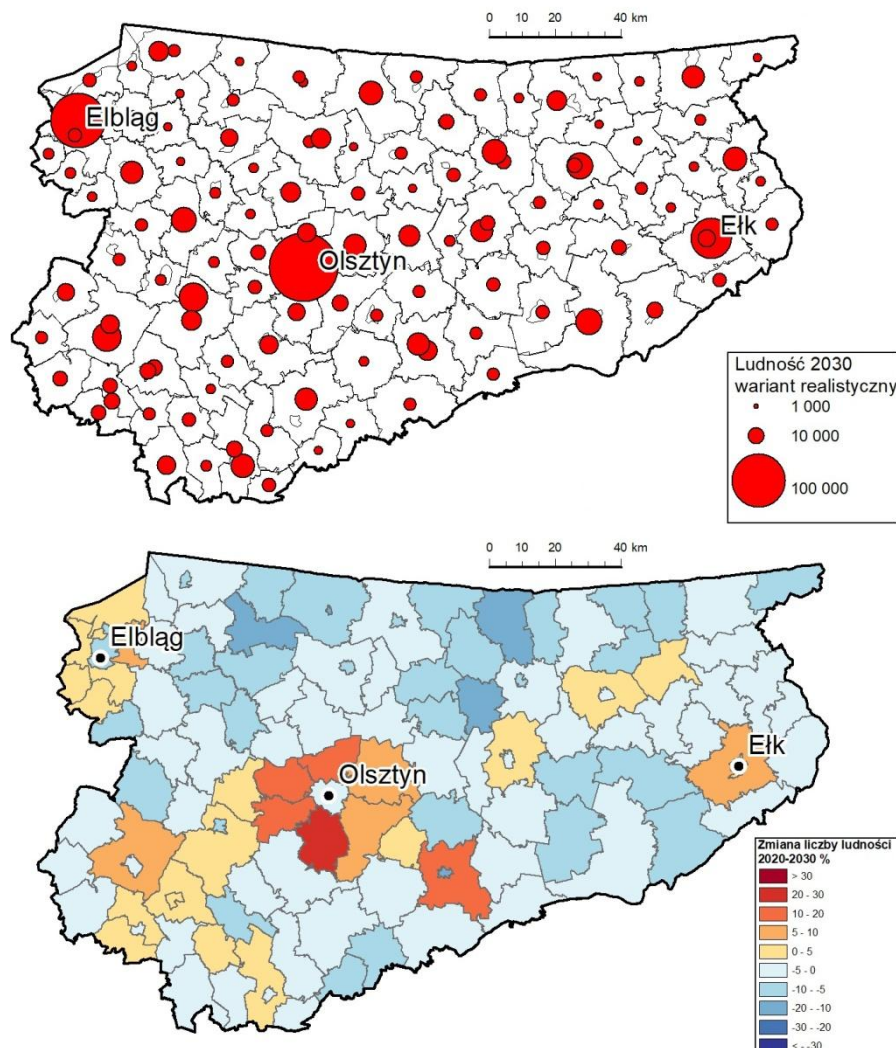 0 10 20 40 km
Elbląg
Ełk
Olsztyn
Ludność 2030
wariant realistyczny
1 000
10 000
100 000
0 10 20 40 km
Elbląg
Ełk
Olsztyn
Zmiana liczby ludności
2020-2030 %
> 30
20 - 30
10 - 20
5 - 10
0 - 5
-5 - 0
-10 - -5
-20 - -10
-30 - -20
< --30